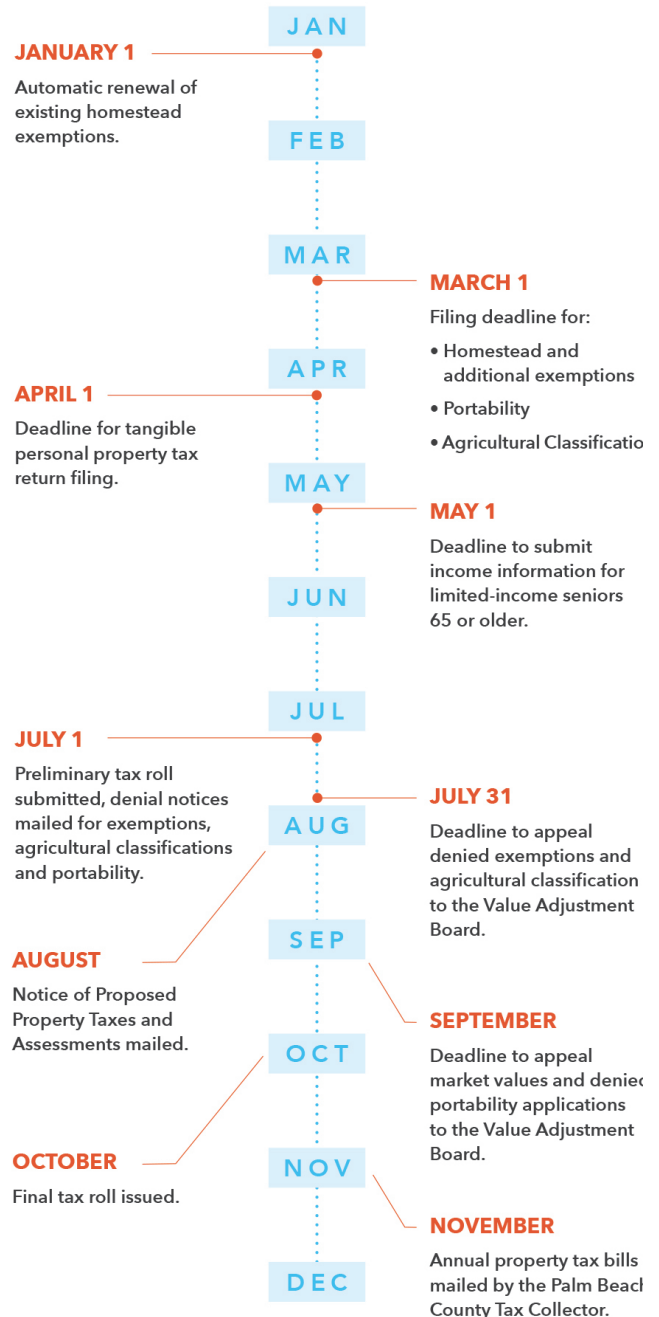 JAN
JANUARY 1
Automatic renewal of
existing homestead
exemptions.
FEB
MAR
MARCH 1
Filing deadline for:
• Homestead and
additional exemptions
• Portability
• Agricultural Classificatio
APR
APRIL 1
Deadline for tangible
personal property tax
return filing.
MAY
MAY 1
Deadline to submit
income information for
limited-income seniors
65 or older.
JUN
JUL
JULY 1
Preliminary tax roll
submitted, denial notices
mailed for exemptions,
agricultural classifications
and portability.
JULY 31
Deadline to appeal
denied exemptions and
agricultural classification
to the Value Adjustment
Board.
AUG
AUGUST
Notice of Proposed
Property Taxes and
Assessments mailed.
SEP
SEPTEMBER
Deadline to appeal
market values and denied
portability applications
to the Value Adjustment
Board.
OCT
OCTOBER
Final tax roll issued.
NOV
NOVEMBER
Annual property tax bills
mailed by the Palm Beach
County Tax Collector.
DEC